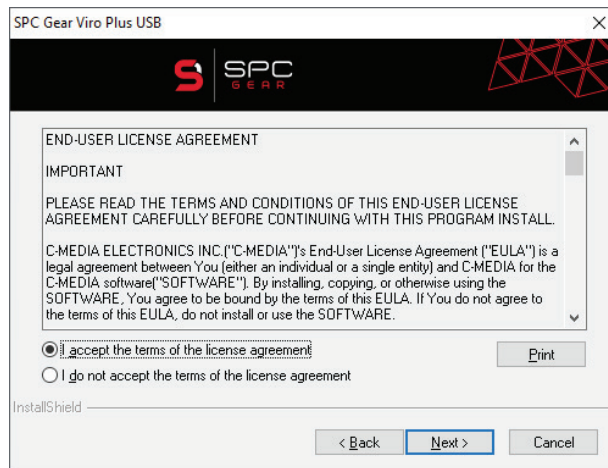 SPC Gear Viro Plus USB
SPC
GEAR
END-USER LICENSE AGREEMENT
IMPORTANT
PLEASE READ THE TERMS AND CONDITIONS OF THIS END-USER LICENSE
AGREEMENT CAREFULLY BEFORE CONTINUING WITH THIS PROGRAM INSTALL.
C-MEDIA ELECTRONICS INC.("C-MEDIA")'s End-User License Agreement ("EULA") is a
legal agreement between You (either an individual or a single entity) and C-MEDIA for the
C-MEDIA software("SOFTWARE"). By installing, copying, or otherwise using the
SOFTWARE, You agree to be bound by the terms of this EULA. If You do not agree to
the terms of this EULA, do not install or use the SOFTWARE.
I accept the terms of the license agreement
Print
I do not accept the terms of the license agreement
InstallShield
< Back Next > Cancel